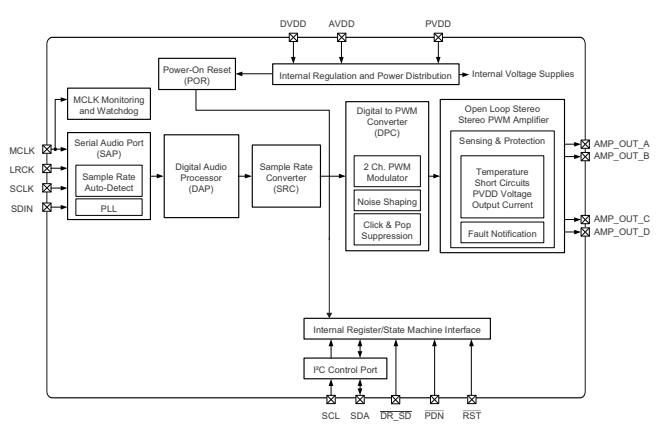 DVDD AVDD PVDD
Power-On Reset
(POR)
Internal Regulation and Power Distribution
Internal Voltage Supplies
MCLK Monitoring
and Watchdog
Digital to PWM
Converter
(DPC)
Open Loop Stereo
Stereo PWM Amplifier
MCLK
LRCK
SCLK
SDIN
Serial Audio Port
(SAP)
Sample Rate
Auto-Detect
PLL
Digital Audio
Processor
(DAP)
Sample Rate
Converter
(SRC)
2 Ch. PWM
Modulator
Noise Shaping
Click & Pop
Suppression
Sensing & Protection
Temperature
Short Circuits
PVDD Voltage
Output Current
Fault Notification
AMP_OUT_A
AMP_OUT_B
AMP_OUT_C
AMP_OUT_D
Internal Register/State Machine Interface
I²C Control Port
SCL SDA DR_SD PDN RST